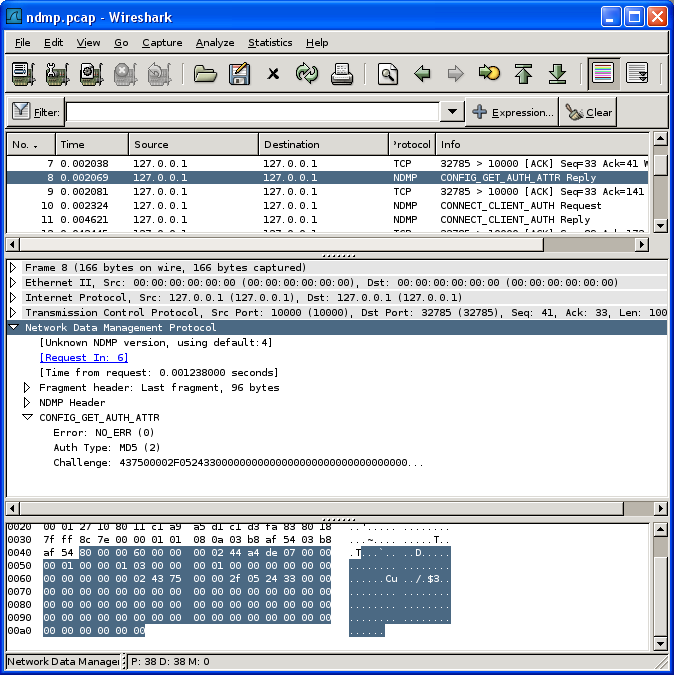 ndmp.pcap - Wireshark
File Edit View Go Capture Analyze Statistics Help
Filter: Expression... Clear
No. Time Source Destination Protocol Info
7 0.002038 127.0.0.1 127.0.0.1 TCP 32785 > 10000 [ACK] Seq=33 Ack=41 W
8 0.002069 127.0.0.1 127.0.0.1 NDMP CONFIG_GET_AUTH_ATTR Reply
9 0.002081 127.0.0.1 127.0.0.1 TCP 32785 > 10000 [ACK] Seq=33 Ack=141
10 0.002324 127.0.0.1 127.0.0.1 NDMP CONNECT_CLIENT_AUTH Request
11 0.004621 127.0.0.1 127.0.0.1 NDMP CONNECT_CLIENT_AUTH Reply
Frame 8 (166 bytes on wire, 166 bytes captured)
Ethernet II, Src: 00:00:00:00:00:00 (00:00:00:00:00:00), Dst: 00:00:00:00:00:00 (00:00:00:00:00:00)
Internet Protocol, Src: 127.0.0.1 (127.0.0.1), Dst: 127.0.0.1 (127.0.0.1)
Transmission Control Protocol, Src Port: 10000 (10000), Dst Port: 32785 (32785), Seq: 41, Ack: 33, Len: 100
Network Data Management Protocol
[Unknown NDMP version, using default:4]
[Request In: 6]
[Time from request: 0.001238000 seconds]
Fragment header: Last fragment, 96 bytes
NDMP Header
CONFIG_GET_AUTH_ATTR
Error: NO_ERR (0)
Auth Type: MD5 (2)
Challenge: 437500002F0524330000000000000000000000000000000...
0020 00 01 27 10 80 11 c1 a9 a5 d1 c1 d3 fa 83 80 18 ..'..... ........
0030 7f ff 8c 7e 00 00 01 01 08 0a 03 b8 af 54 03 b8 ...~.... .....T..
0040 af 54 80 00 00 60 00 00 00 02 44 a4 de 07 00 00 .T...`.. ..D.....
0050 00 01 00 00 01 03 00 00 00 01 00 00 00 00 00 00 ........ ........
0060 00 00 00 00 00 02 43 75 00 00 2f 05 24 33 00 00 ......Cu ../.$3..
0070 00 00 00 00 00 00 00 00 00 00 00 00 00 00 00 00 ........ ........
0080 00 00 00 00 00 00 00 00 00 00 00 00 00 00 00 00 ........ ........
0090 00 00 00 00 00 00 00 00 00 00 00 00 00 00 00 00 ........ ........
00a0 00 00 00 00 00 00 ......
Network Data Manage P: 38 D: 38 M: 0